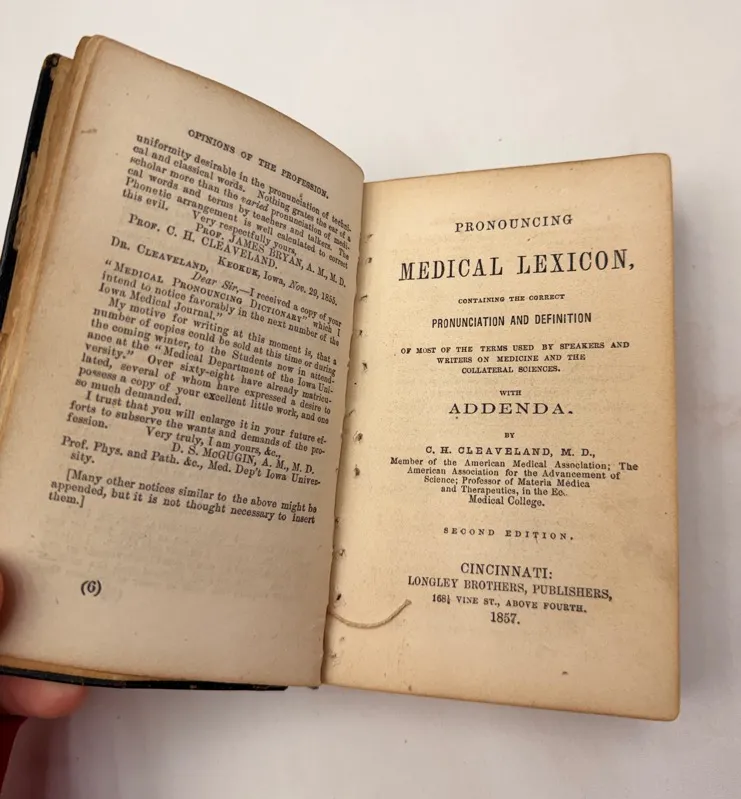 OPINIONS OF THE PROFESSION.
uniformity desirable in the pronunciation of techni-
cal and classical words. Nothing grates the ear of a
scholar more than the varied pronunciation of medi-
cal words and terms by teachers and talkers. The
Phonetic arrangement is well calculated to correct
this evil.
Very respectfully yours,
Prof. JAMES BRYAN, A. M., M. D.
Prof. C. H. CLEAVELAND.
Keokuk, Iowa, Nov. 29, 1855.
Dr. Cleaveland,
Dear Sir,—I received a copy of your
"Medical Pronouncing Dictionary" which I
intend to notice favorably in the next number of the
Iowa Medical Journal."
My motive for writing at this moment is, that a
number of copies could be sold at this time or during
the coming winter, to the Students now in attend-
ance at the "Medical Department of the Iowa Uni-
versity." Over sixty-eight have already matricu-
lated, several of whom have expressed a desire to
possess a copy of your excellent little work, and one
so much demanded.
I trust that you will enlarge it in your future ef-
forts to subserve the wants and demands of the pro-
fession.
Very truly, I am yours, &c.,
D. S. McGUGIN, A. M., M. D.
Prof. Phys. and Path. &c., Med. Dep't Iowa Univer-
sity.
[Many other notices similar to the above might be
appended, but it is not thought necessary to insert
them.]
(6)
PRONOUNCING
MEDICAL LEXICON,
CONTAINING THE CORRECT
PRONUNCIATION AND DEFINITION
OF MOST OF THE TERMS USED BY SPEAKERS AND
WRITERS ON MEDICINE AND THE
COLLATERAL SCIENCES.
WITH
ADDENDA.
BY
C. H. CLEAVELAND, M. D.,
Member of the American Medical Association; The
American Association for the Advancement of
Science; Professor of Materia Medica
and Therapeutics, in the Ec.
Medical College.
SECOND EDITION.
CINCINNATI:
LONGLEY BROTHERS, PUBLISHERS,
168½ VINE ST., ABOVE FOURTH.
1857.